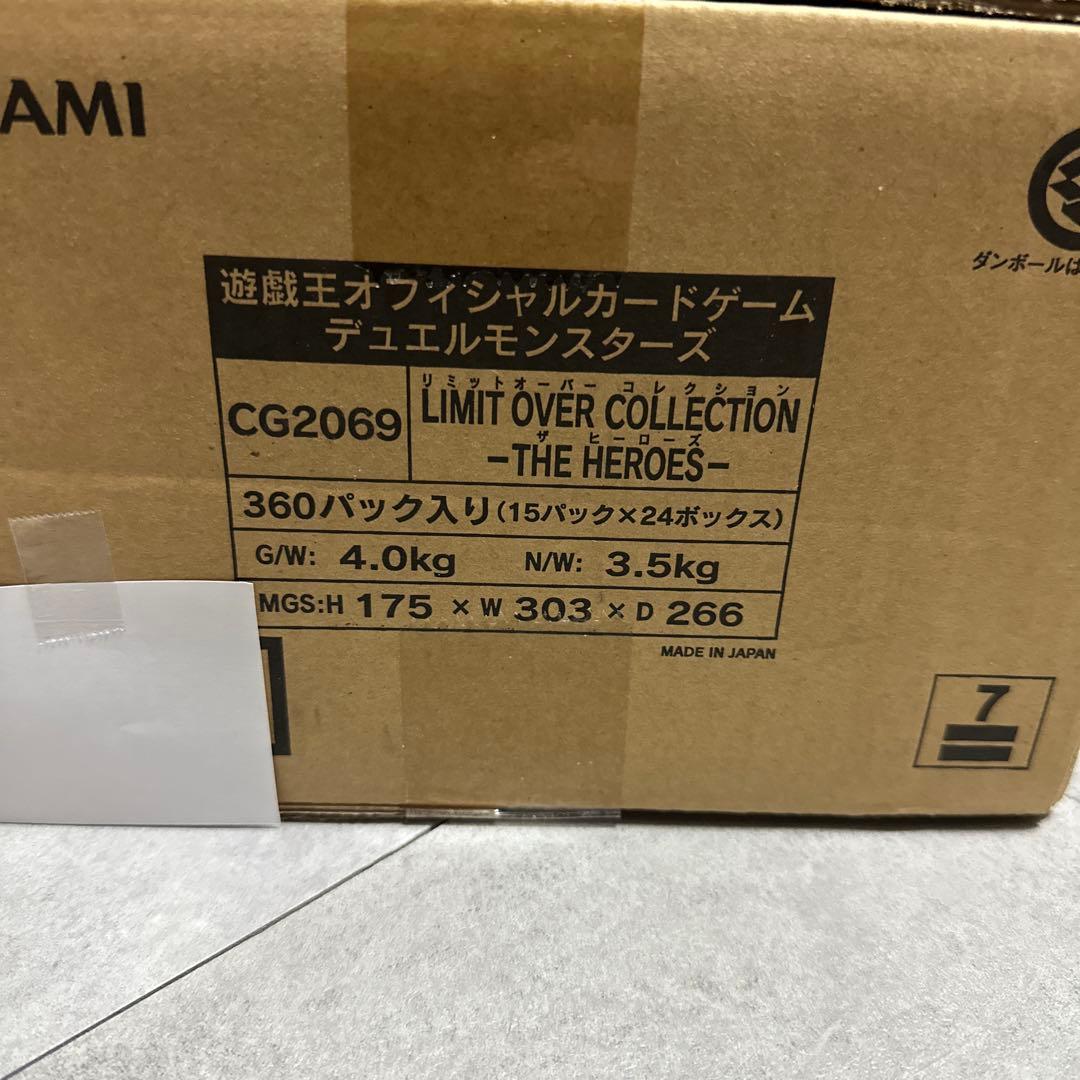 AMI
ダンボールは
遊戯王オフィシャルカードゲーム
デュエルモンスターズ
CG2069
リミットオーバー コレクション
LIMIT OVER COLLECTION
ザ ヒーローズ
-THE HEROES-
360パック入り(15パック×24ボックス)
G/W: 4.0kg N/W: 3.5kg
MGS:H 175 × W 303 × D 266
MADE IN JAPAN
7